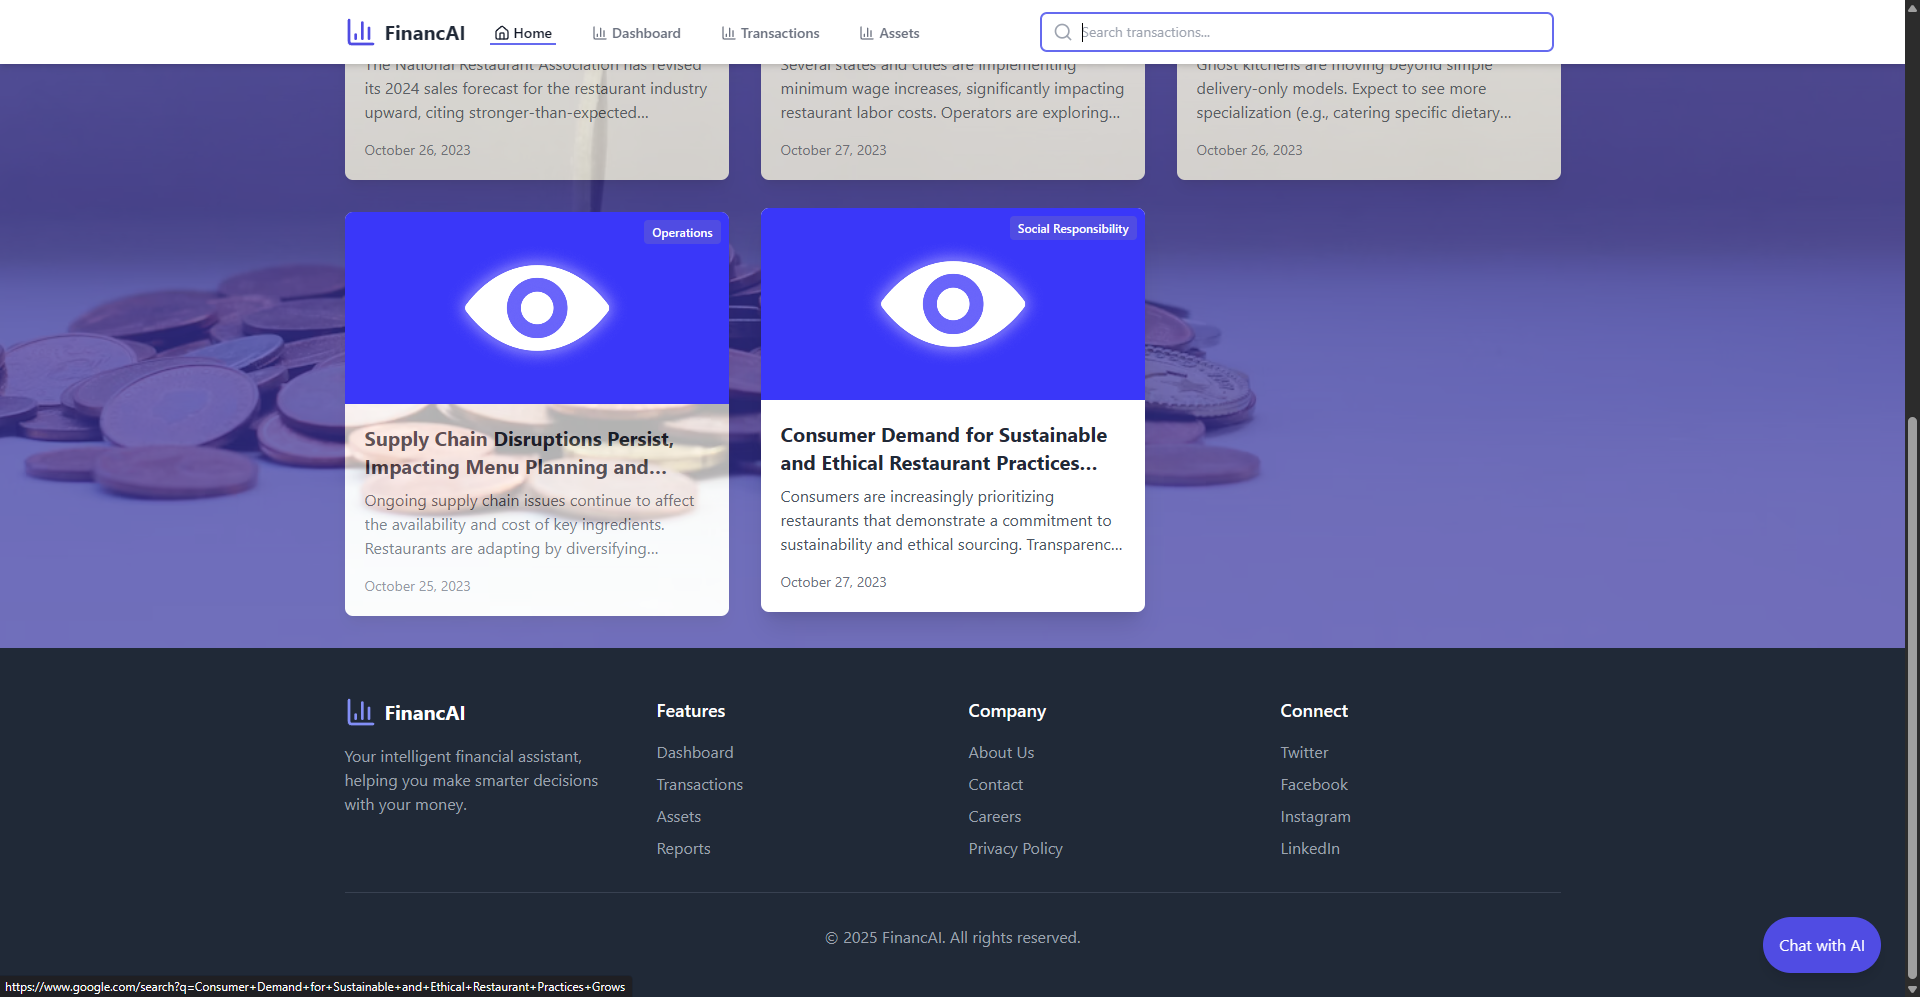 FinancAI
Home
Dashboard
Transactions
Assets
Search transactions...
The National Restaurant Association has revised
its 2024 sales forecast for the restaurant industry
upward, citing stronger-than-expected...
October 26, 2023
Several states and cities are implementing
minimum wage increases, significantly impacting
restaurant labor costs. Operators are exploring...
October 27, 2023
Ghost kitchens are moving beyond simple
delivery-only models. Expect to see more
specialization (e.g., catering specific dietary...
October 26, 2023
Operations
Supply Chain Disruptions Persist,
Impacting Menu Planning and...
Ongoing supply chain issues continue to affect
the availability and cost of key ingredients.
Restaurants are adapting by diversifying...
October 25, 2023
Social Responsibility
Consumer Demand for Sustainable
and Ethical Restaurant Practices...
Consumers are increasingly prioritizing
restaurants that demonstrate a commitment to
sustainability and ethical sourcing. Transparenc...
October 27, 2023
FinancAI
Your intelligent financial assistant,
helping you make smarter decisions
with your money.
Features
Dashboard
Transactions
Assets
Reports
Company
About Us
Contact
Careers
Privacy Policy
Connect
Twitter
Facebook
Instagram
LinkedIn
© 2025 FinancAI. All rights reserved.
Chat with AI
https://www.google.com/search?q=Consumer+Demand+for+Sustainable+and+Ethical+Restaurant+Practices+Grows